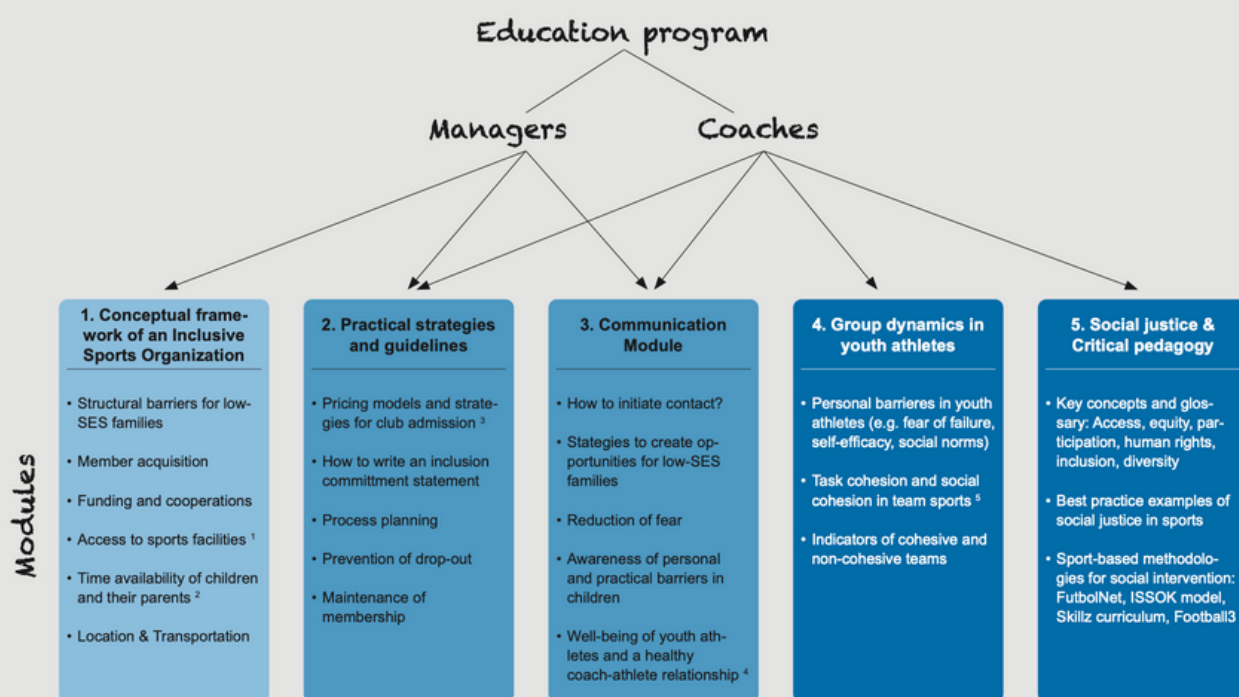 Education program
Managers
Coaches
Modules
1. Conceptual frame-
work of an Inclusive
Sports Organization
• Structural barriers for low-
SES families
• Member acquisition
• Funding and cooperations
• Access to sports facilities ¹
• Time availability of children
and their parents ²
• Location & Transportation
2. Practical strategies
and guidelines
• Pricing models and strate-
gies for club admission ³
• How to write an inclusion
committment statement
• Process planning
• Prevention of drop-out
• Maintenance of
membership
3. Communication
Module
• How to initiate contact?
• Stategies to create op-
portunities for low-SES
families
• Reduction of fear
• Awareness of personal
and practical barriers in
children
• Well-being of youth ath-
letes and a healthy
coach-athlete relationship ⁴
4. Group dynamics in
youth athletes
• Personal barrieres in youth
athletes (e.g. fear of failure,
self-efficacy, social norms)
• Task cohesion and social
cohesion in team sports ⁵
• Indicators of cohesive and
non-cohesive teams
5. Social justice &
Critical pedagogy
• Key concepts and glos-
sary: Access, equity, par-
ticipation, human rights,
inclusion, diversity
• Best practice examples of
social justice in sports
• Sport-based methodolo-
gies for social intervention:
FutbolNet, ISSOK model,
Skillz curriculum, Football3